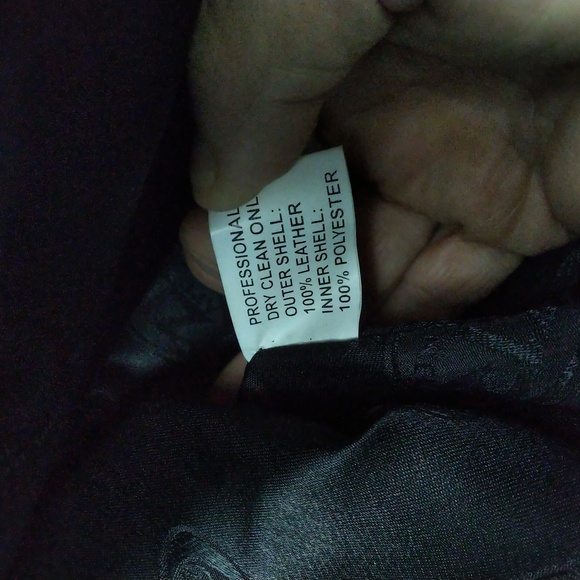 PROFESSIONAL
DRY CLEAN ONL
OUTER SHELL.:
100% LEATHER
INNER SHELL.:
100% POLYESTER